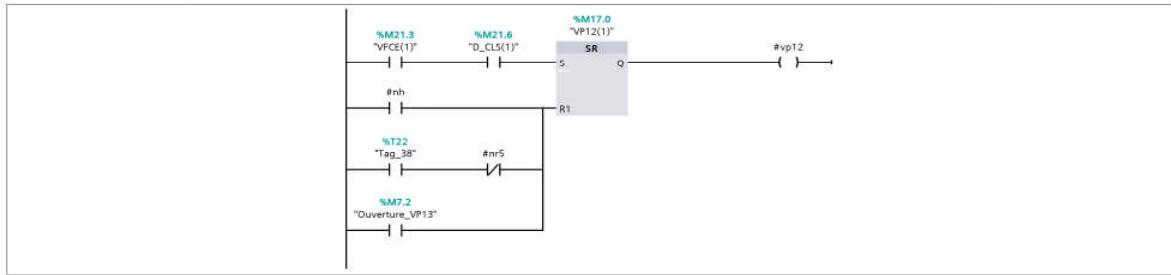 %M17.0
"VP12(1)"
%M21.3
%M21.6
"VFCE(1)"
"D_CLS(1)"
SR
#vp12
S
Q
#nh
R1
%T22
"Tag_38"
#nr5
%M7.2
"Ouverture_VP13"